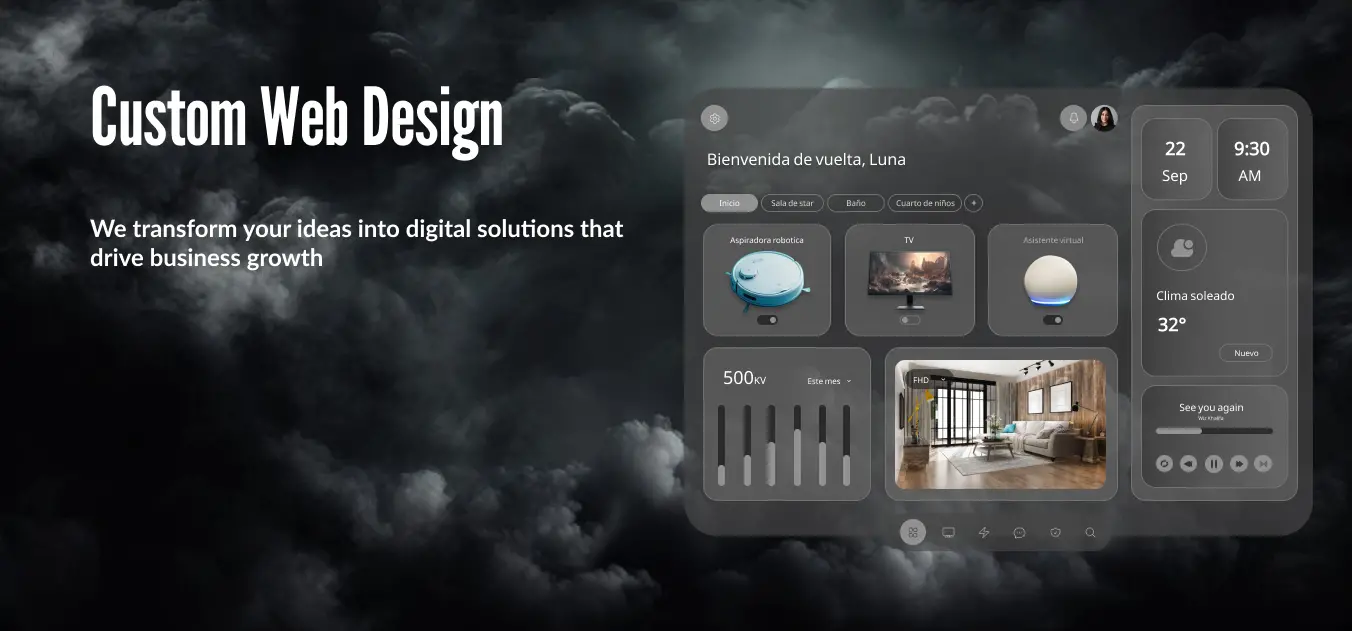 Custom Web Design
We transform your ideas into digital solutions that
drive business growth
Bienvenida de vuelta, Luna
Inicio
Sala de star
Baño
Cuarto de niños
+
Aspiradora robotica
TV
Asistente virtual
500KV
Este mes
FHD
22
Sep
9:30
AM
Clima soleado
32°
Nuevo
See you again
Wiz Khalifa